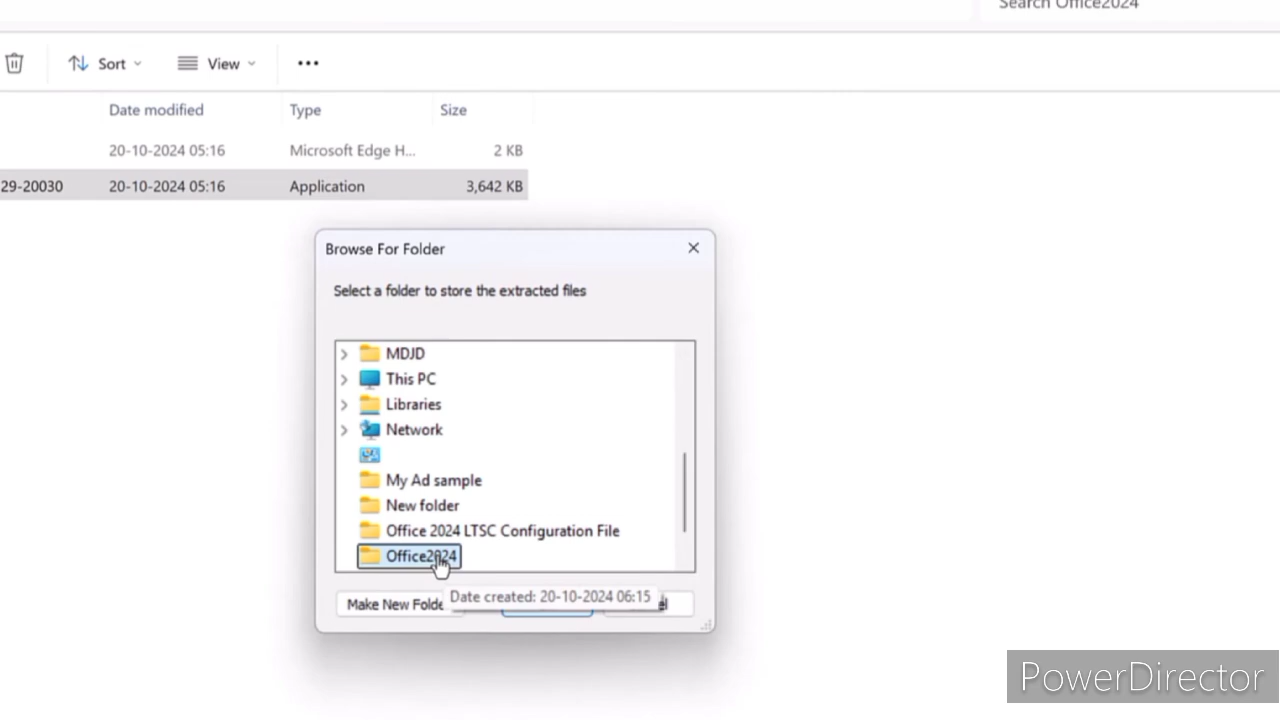 Search Office2024
Sort
View
Date modified
Type
Size
20-10-2024 05:16
Microsoft Edge H...
2 KB
29-20030
20-10-2024 05:16
Application
3,642 KB
Browse For Folder
Select a folder to store the extracted files
MDJD
This PC
Libraries
Network
My Ad sample
New folder
Office 2024 LTSC Configuration File
Office2024
Make New Folde
Date created: 20-10-2024 06:15
PowerDirector